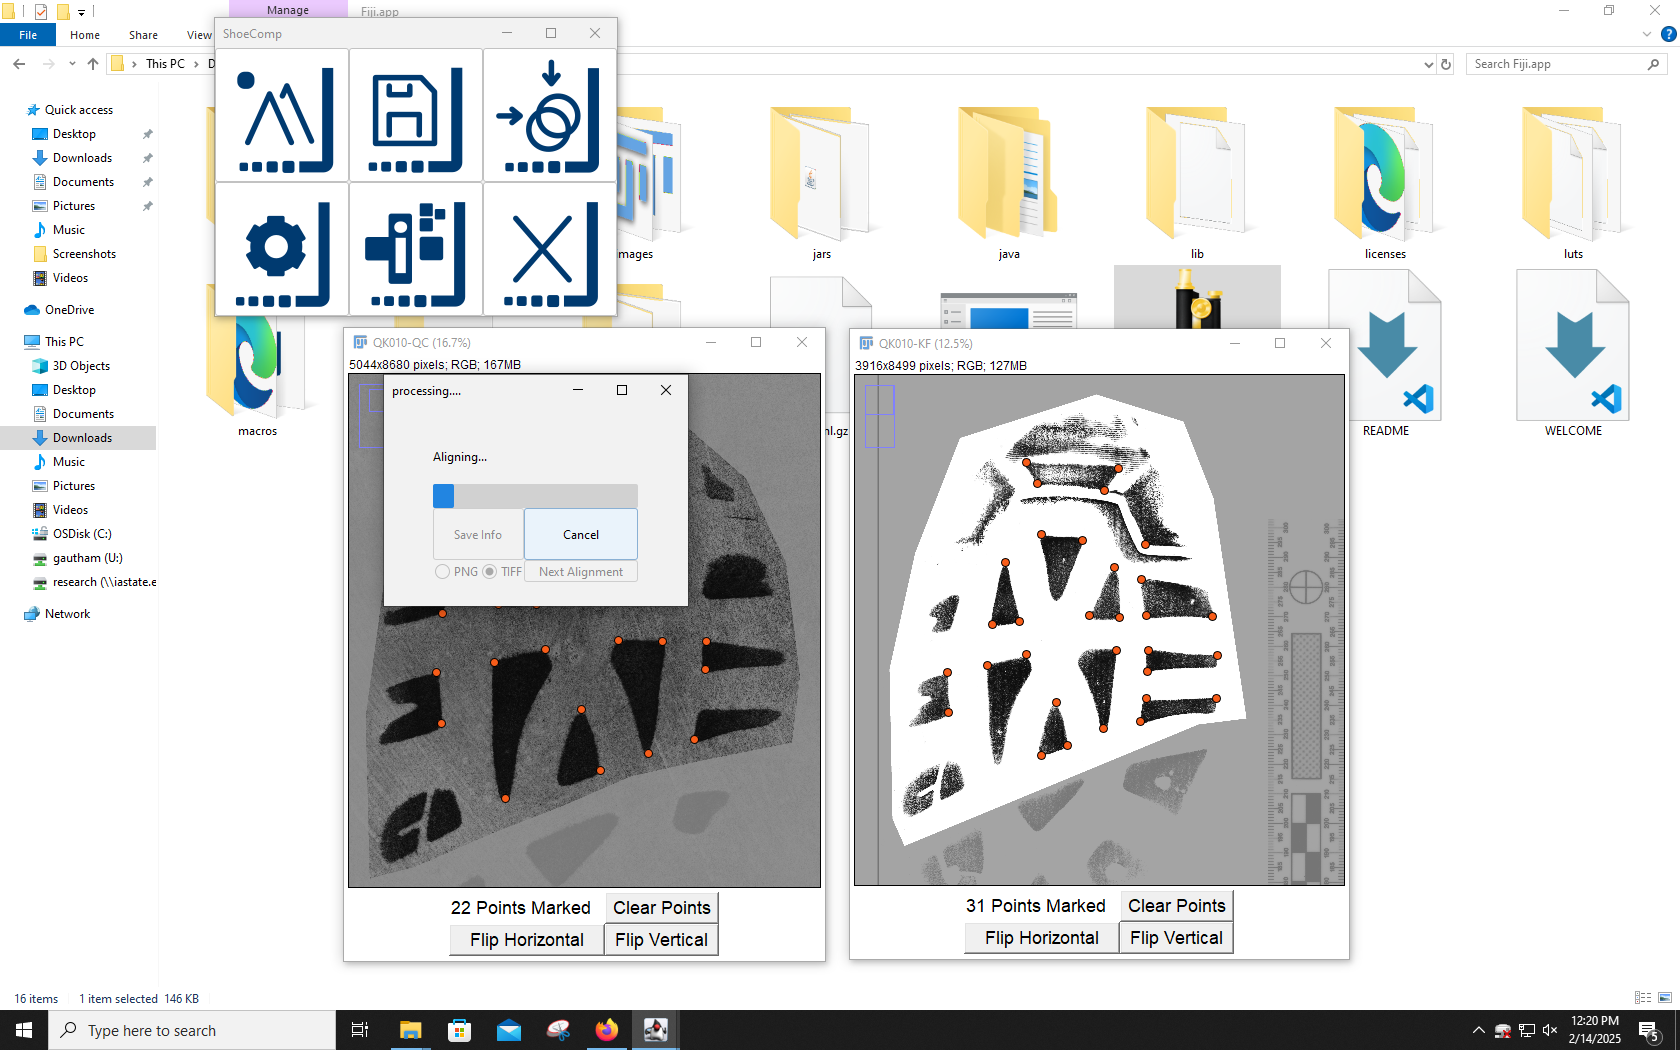 Manage
Fiji.app
File
Home
Share
View
ShoeComp
This PC
D
Search Fiji.app
Quick access
Desktop
Downloads
Documents
Pictures
Music
Screenshots
Videos
OneDrive
This PC
3D Objects
Desktop
Documents
Downloads
Music
Pictures
Videos
OSDisk (C:)
gautham (U:)
research (\\iastate.e
Network
mages
jars
java
lib
licenses
luts
macros
ml.gz
README
WELCOME
QK010-QC (16.7%)
5044x8680 pixels; RGB; 167MB
processing....
Aligning...
Save Info
Cancel
PNG
TIFF
Next Alignment
22 Points Marked
Clear Points
Flip Horizontal
Flip Vertical
QK010-KF (12.5%)
3916x8499 pixels; RGB; 127MB
31 Points Marked
Clear Points
Flip Horizontal
Flip Vertical
16 items
1 item selected 146 KB
Type here to search
12:20 PM
2/14/2025
5